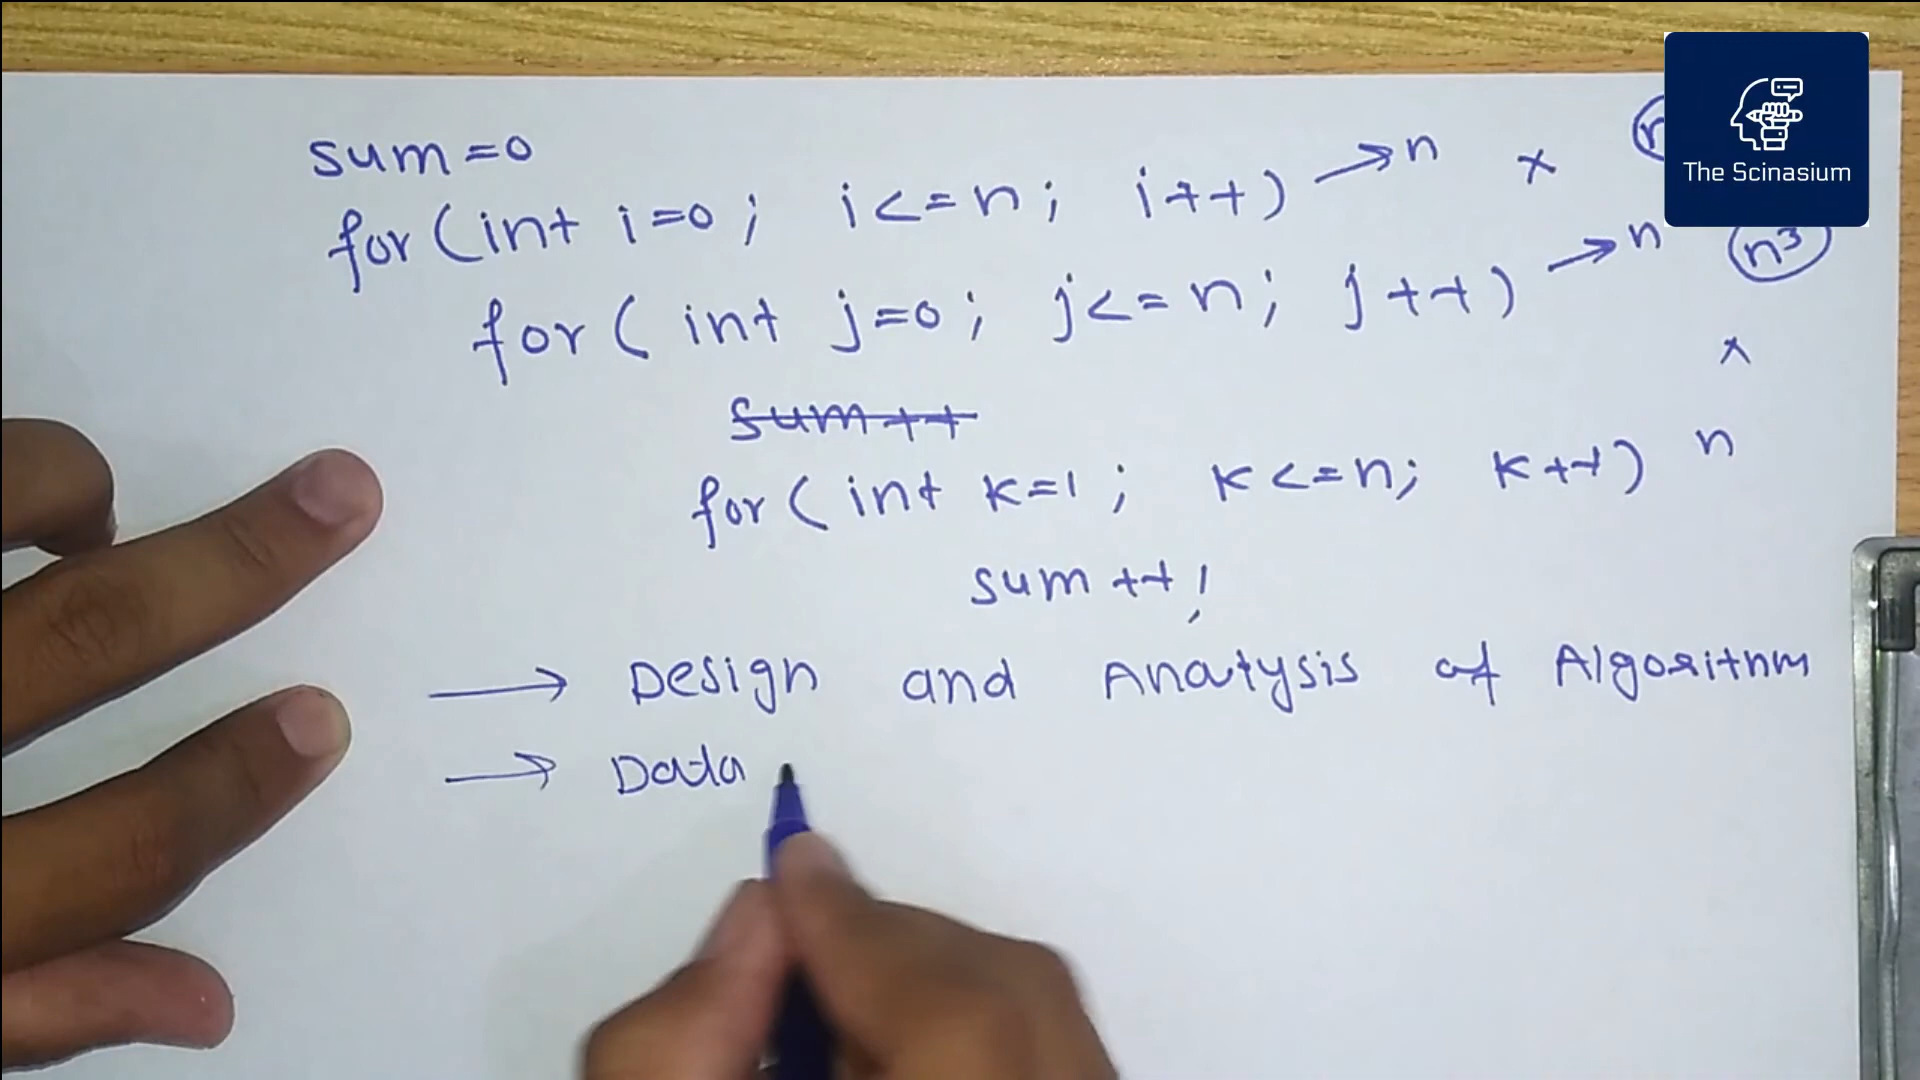 sum=0
for(int i=0; i<=n; i++) → n ×
The Scinasium
for( int j=0; j<=n; j++) → n n³
×
sum++
for( int k=1; k<=n; k++) n
sum++;
→ Design and Analysis of Algorithm
→ Data